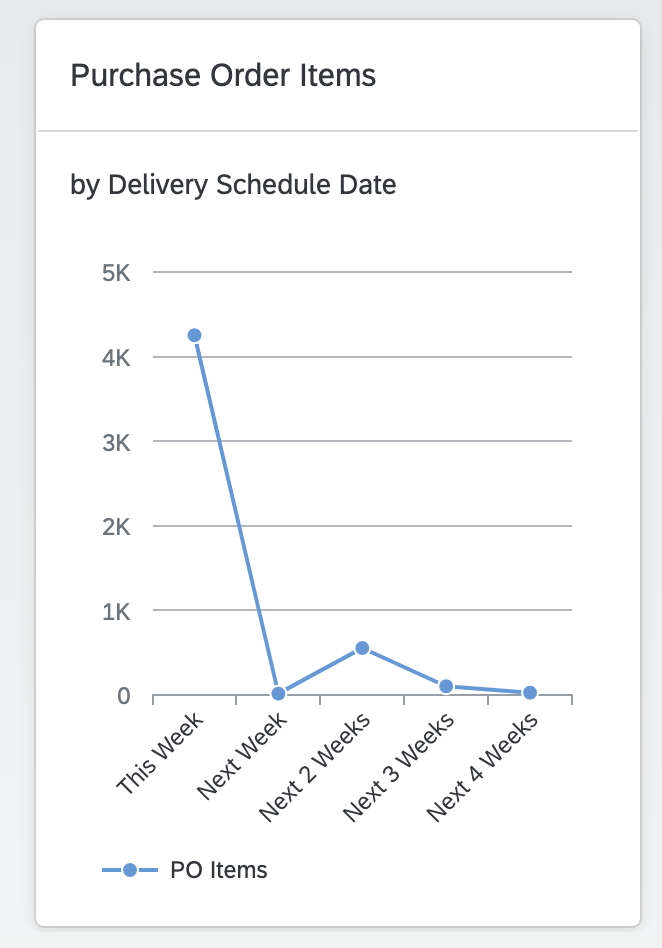 Purchase Order Items
by Delivery Schedule Date
5K
4K
3K
2K
1K
0
This Week
Next Week
Next 2 Weeks
Next 3 Weeks
Next 4 Weeks
PO Items